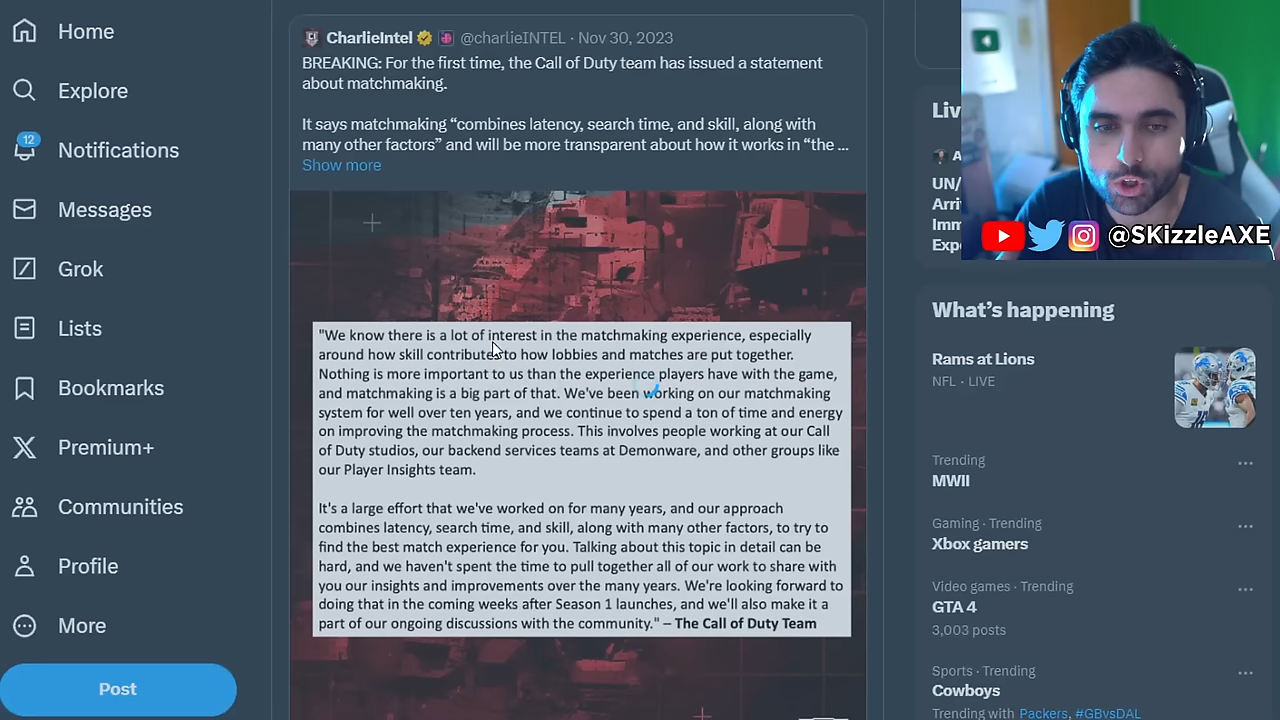 Home
Explore
12
Notifications
Messages
Grok
Lists
Bookmarks
Premium+
Communities
Profile
More
Post
CharlieIntel @charlieINTEL · Nov 30, 2023
BREAKING: For the first time, the Call of Duty team has issued a statement
about matchmaking.
It says matchmaking “combines latency, search time, and skill, along with
many other factors” and will be more transparent about how it works in “the ...
Show more
"We know there is a lot of interest in the matchmaking experience, especially
around how skill contributes to how lobbies and matches are put together.
Nothing is more important to us than the experience players have with the game,
and matchmaking is a big part of that. We've been working on our matchmaking
system for well over ten years, and we continue to spend a ton of time and energy
on improving the matchmaking process. This involves people working at our Call
of Duty studios, our backend services teams at Demonware, and other groups like
our Player Insights team.
It's a large effort that we've worked on for many years, and our approach
combines latency, search time, and skill, along with many other factors, to try to
find the best match experience for you. Talking about this topic in detail can be
hard, and we haven't spent the time to pull together all of our work to share with
you our insights and improvements over the many years. We're looking forward to
doing that in the coming weeks after Season 1 launches, and we'll also make it a
part of our ongoing discussions with the community." – The Call of Duty Team
@SKizzleAXE
Liv
A
UN/
Arri
Imm
Exp
What's happening
Rams at Lions
NFL · LIVE
Trending
MWII
Gaming · Trending
Xbox gamers
Video games · Trending
GTA 4
3,003 posts
Sports · Trending
Cowboys
Trending with Packers, #GBvsDAL